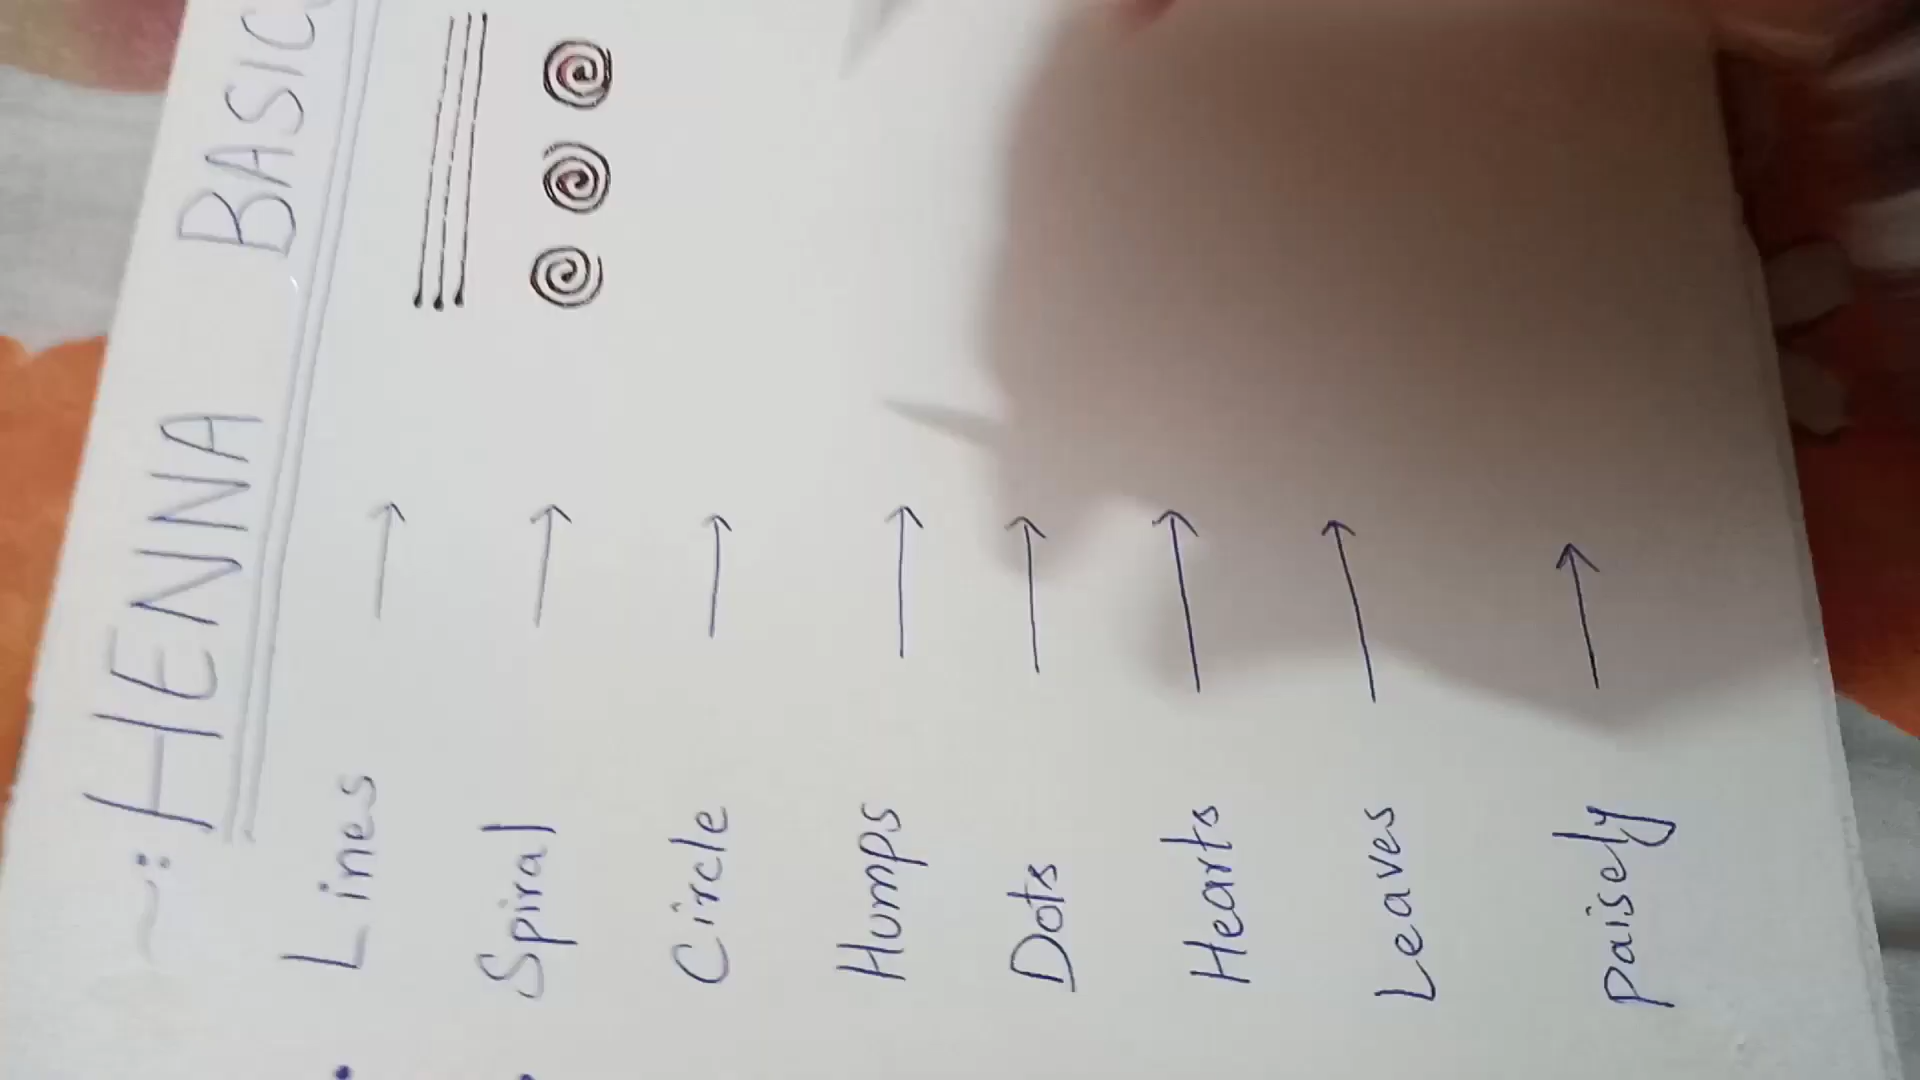 ~: HENNA BASIC
Lines →
Spiral →
Circle →
Humps →
Dots →
Hearts →
Leaves →
paisely →